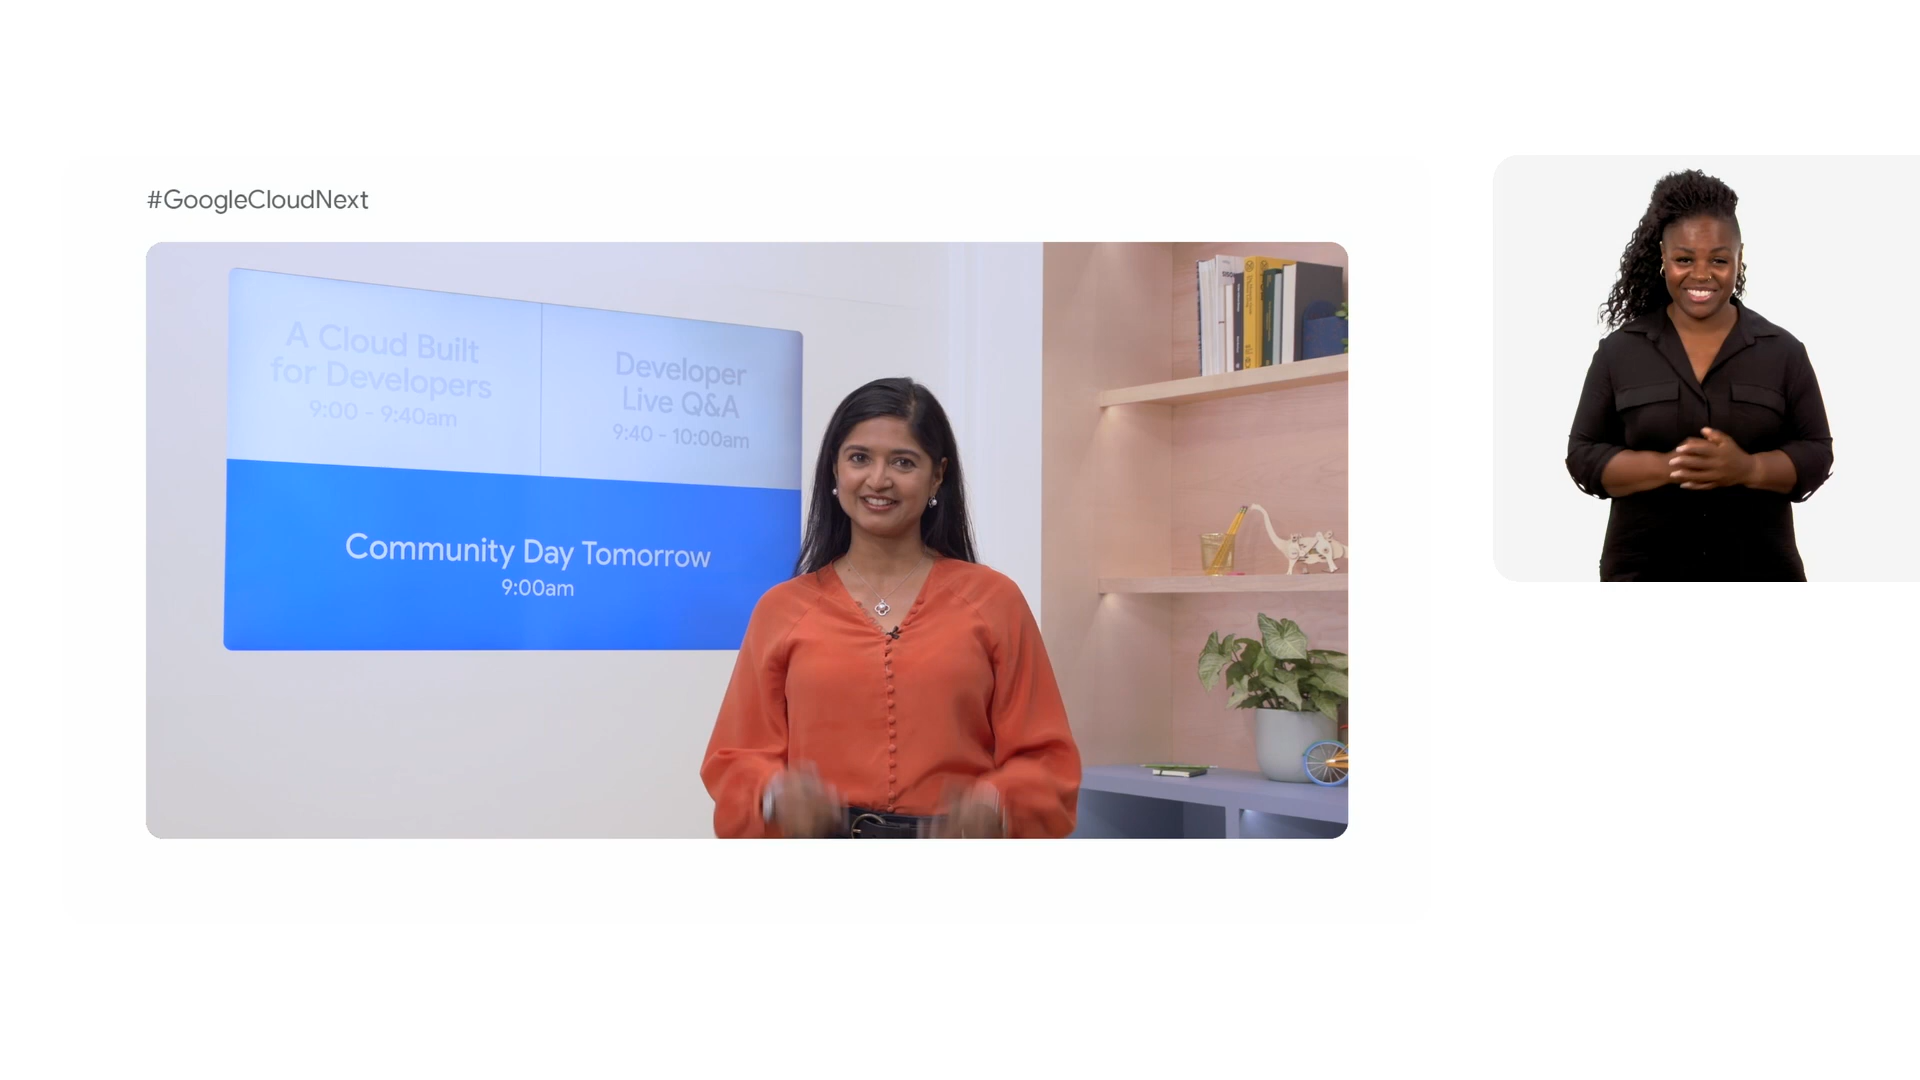 #GoogleCloudNext
A Cloud Built
for Developers
9:00 - 9:40am
Developer
Live Q&A
9:40 - 10:00am
Community Day Tomorrow
9:00am